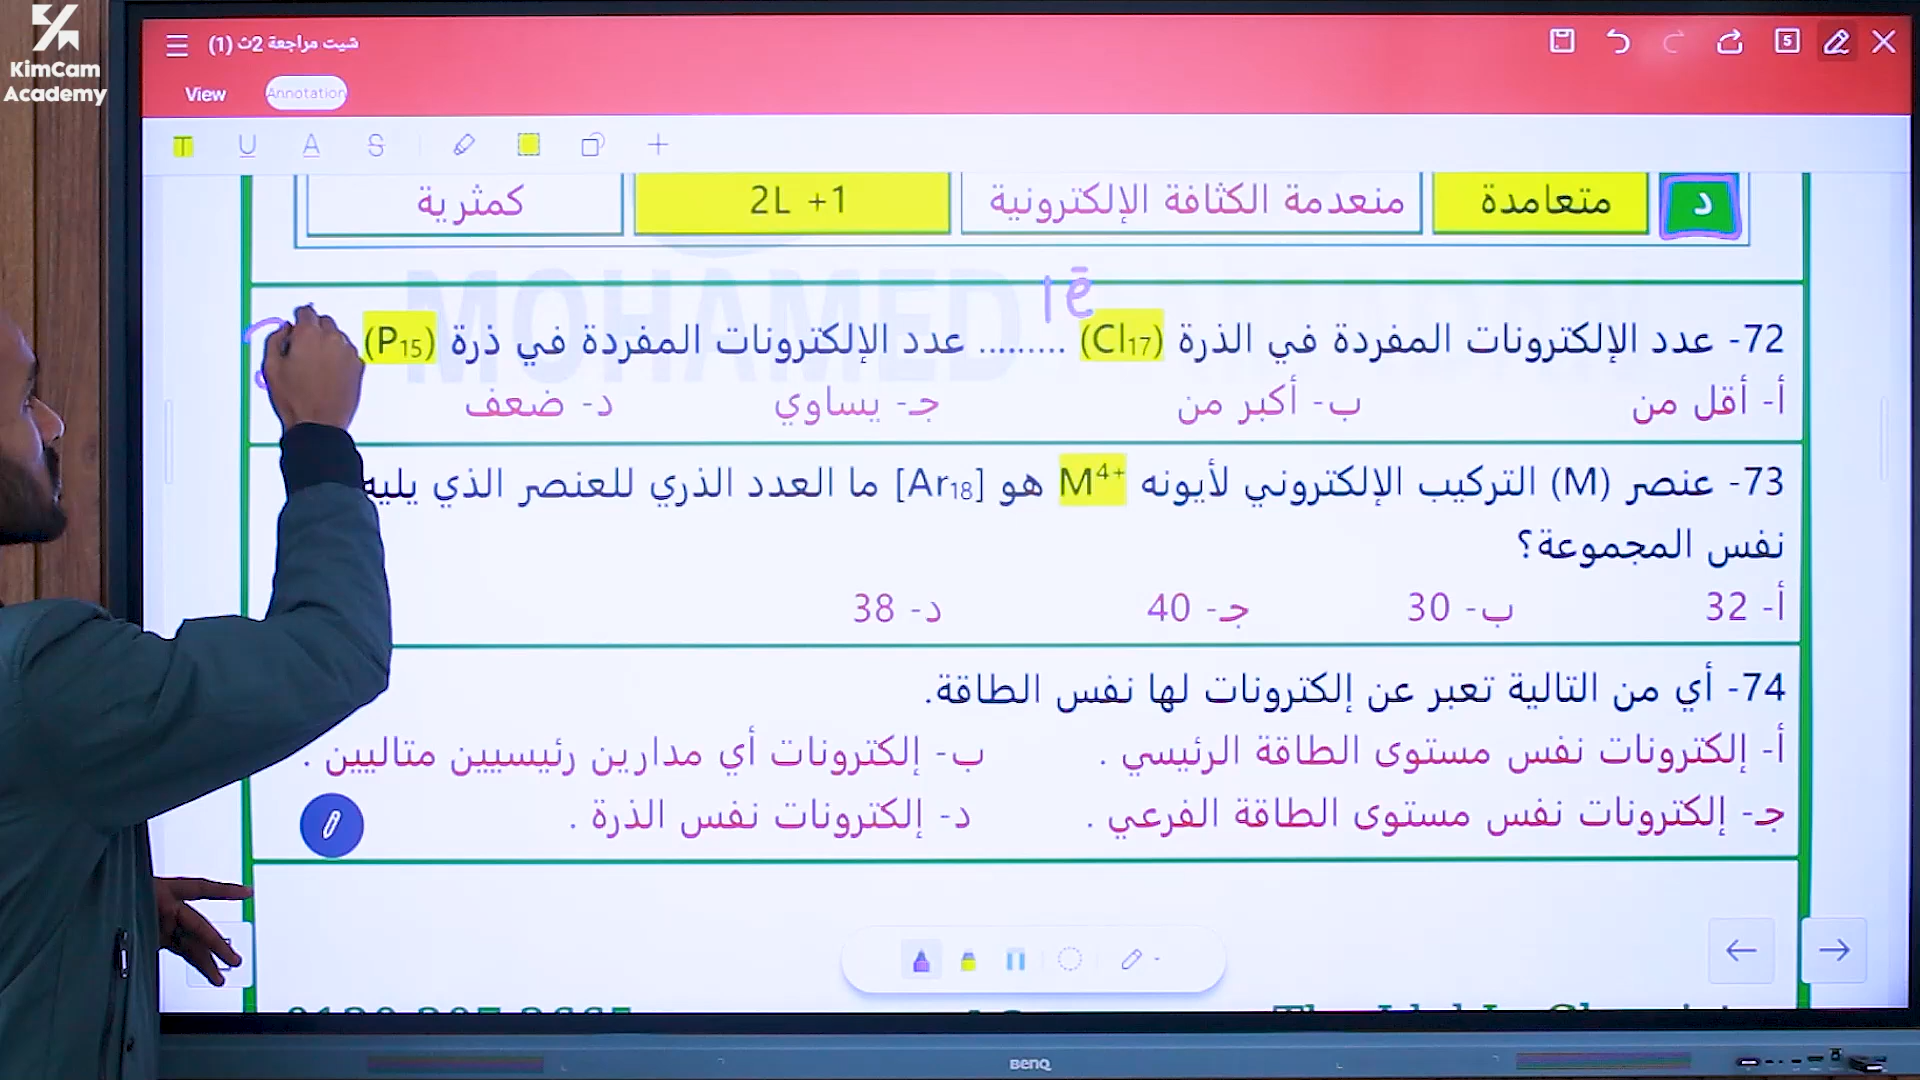 KimCam
Academy
شيت مراجعة 2ث (1)
View
Annotation
د
متعامدة
منعدمة الكثافة الإلكترونية
2L +1
كمثرية
MOHAMED
1ē
72- عدد الإلكترونات المفردة في الذرة (Cl₁₇) ......... عدد الإلكترونات المفردة في ذرة (P₁₅)
أ- أقل من ب- أكبر من جـ- يساوي د- ضعف
73- عنصر (M) التركيب الإلكتروني لأيونه M⁴⁺ هو [Ar₁₈] ما العدد الذري للعنصر الذي يليه
نفس المجموعة؟
أ- 32 ب- 30 جـ- 40 د- 38
74- أي من التالية تعبر عن إلكترونات لها نفس الطاقة.
أ- إلكترونات نفس مستوى الطاقة الرئيسي . ب- إلكترونات أي مدارين رئيسيين متاليين .
جـ- إلكترونات نفس مستوى الطاقة الفرعي . د- إلكترونات نفس الذرة .
BENQ